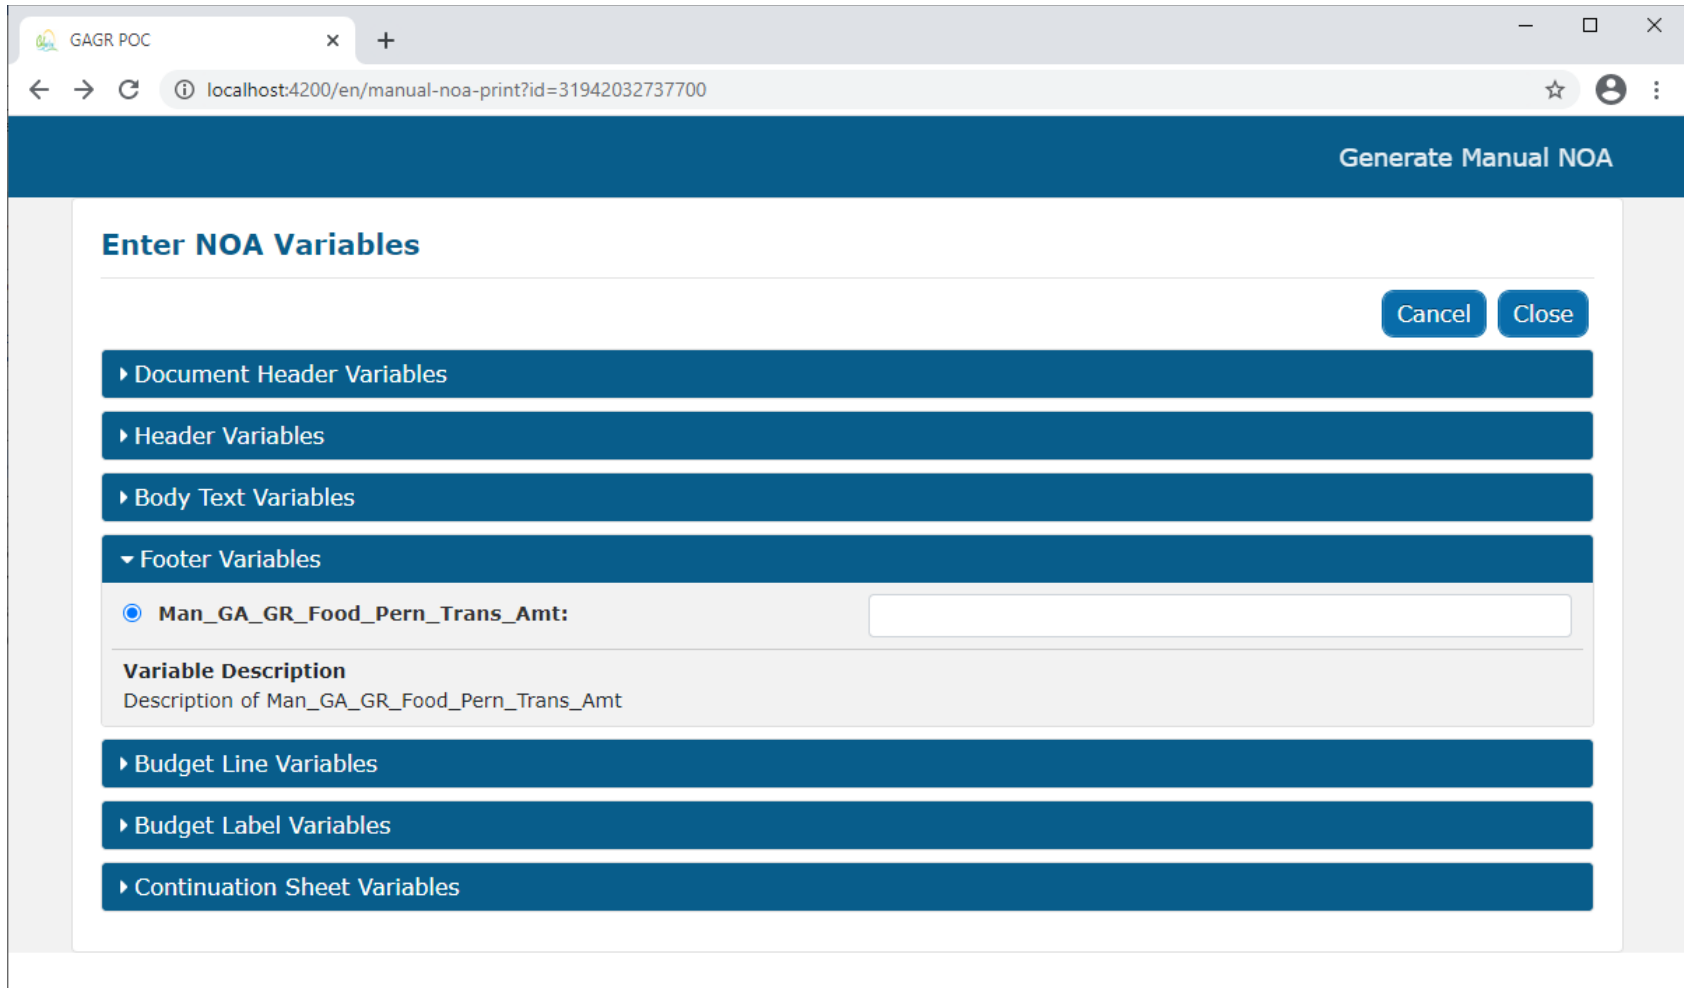 GAGR POC
localhost:4200/en/manual-noa-print?id=31942032737700
Generate Manual NOA
Enter NOA Variables
Cancel Close
Document Header Variables
Header Variables
Body Text Variables
Footer Variables
Man_GA_GR_Food_Pern_Trans_Amt:
Variable Description
Description of Man_GA_GR_Food_Pern_Trans_Amt
Budget Line Variables
Budget Label Variables
Continuation Sheet Variables